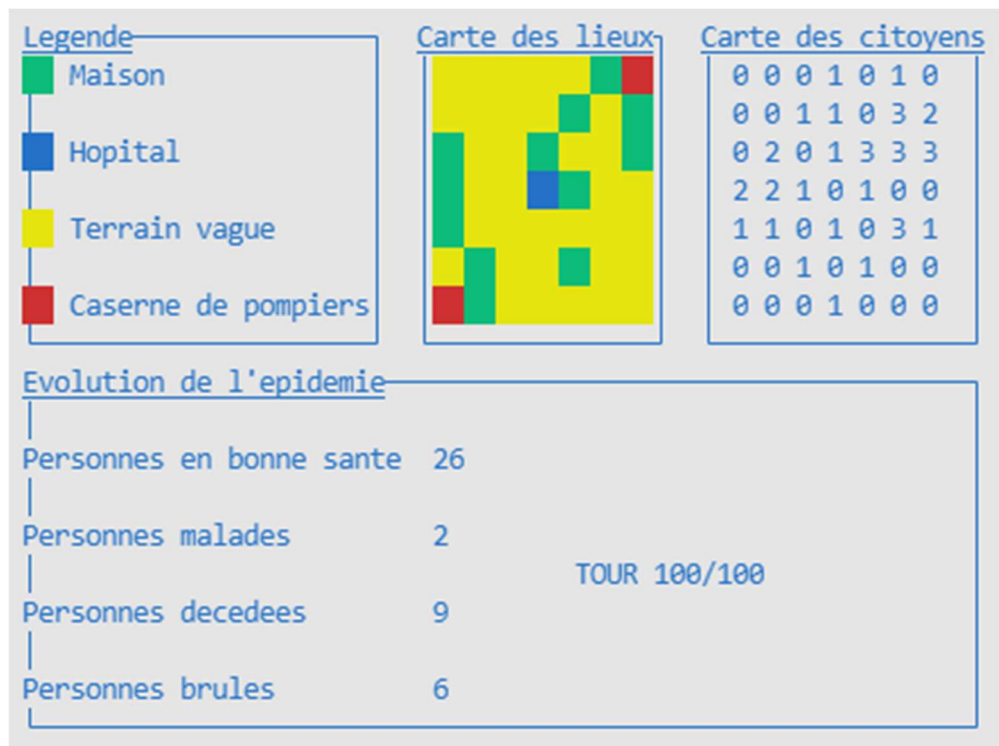 Legende
Maison
Hopital
Terrain vague
Caserne de pompiers
Carte des lieux
Carte des citoyens
0 0 0 1 0 1 0
0 0 1 1 0 3 2
0 2 0 1 3 3 3
2 2 1 0 1 0 0
1 1 0 1 0 3 1
0 0 1 0 1 0 0
0 0 0 1 0 0 0
Evolution de l'epidemie
Personnes en bonne sante 26
Personnes malades 2
TOUR 100/100
Personnes decedees 9
Personnes brules 6